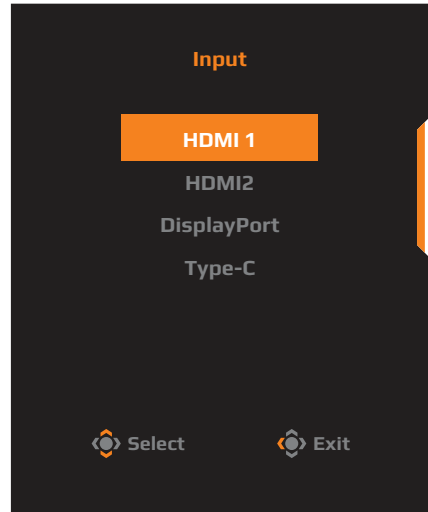 Input
HDMI 1
HDMI2
DisplayPort
Type-C
Select Exit